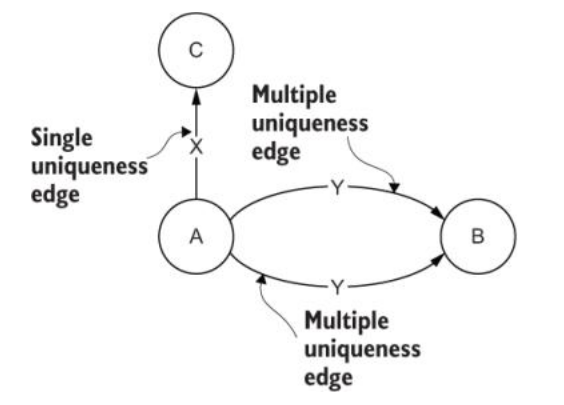 C
Multiple
uniqueness
edge
Single
uniqueness
edge
X
Y
A
B
Y
Multiple
uniqueness
edge